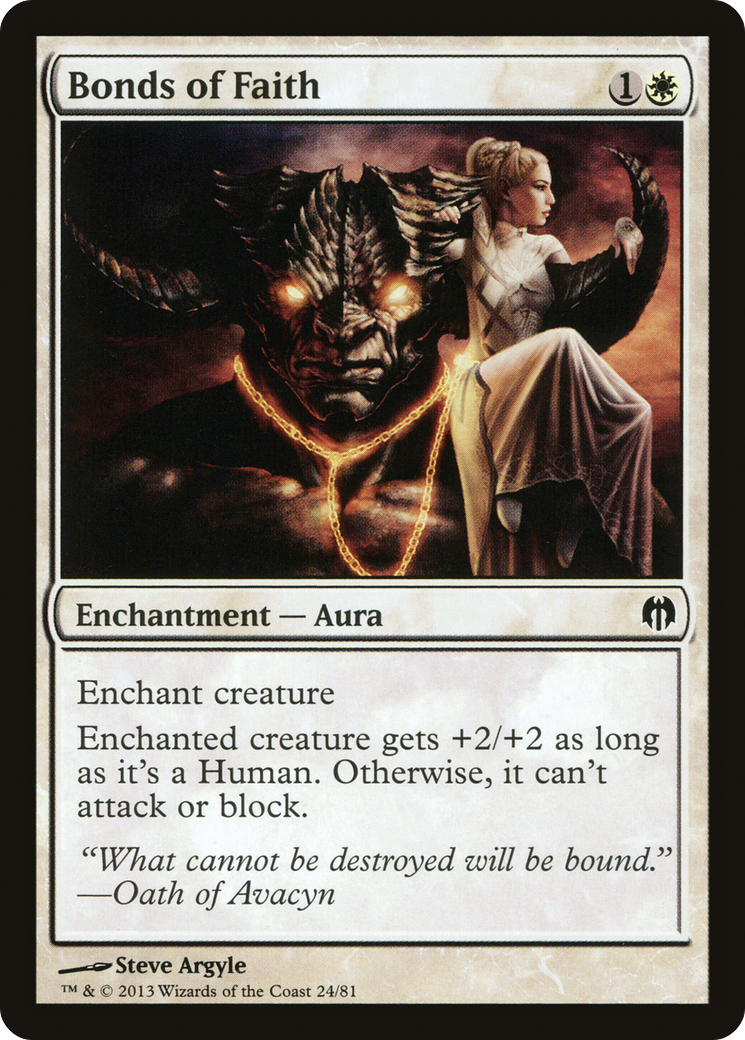 Bonds of Faith 1
Enchantment — Aura
Enchant creature
Enchanted creature gets +2/+2 as long
as it's a Human. Otherwise, it can't
attack or block.
“What cannot be destroyed will be bound.”
—Oath of Avacyn
Steve Argyle
™ & © 2013 Wizards of the Coast 24/81